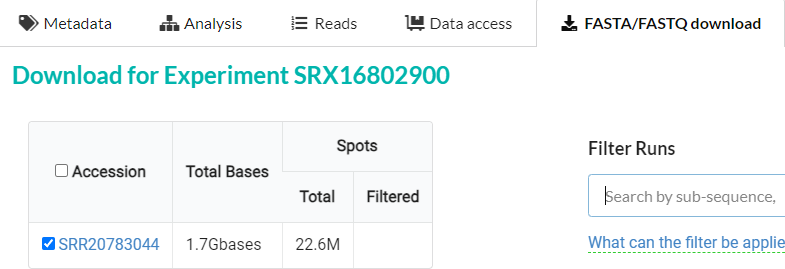 Metadata Analysis Reads Data access FASTA/FASTQ download
Download for Experiment SRX16802900
Accession Total Bases Spots
Total Filtered
SRR20783044 1.7Gbases 22.6M
Filter Runs
Search by sub-sequence,
What can the filter be applie